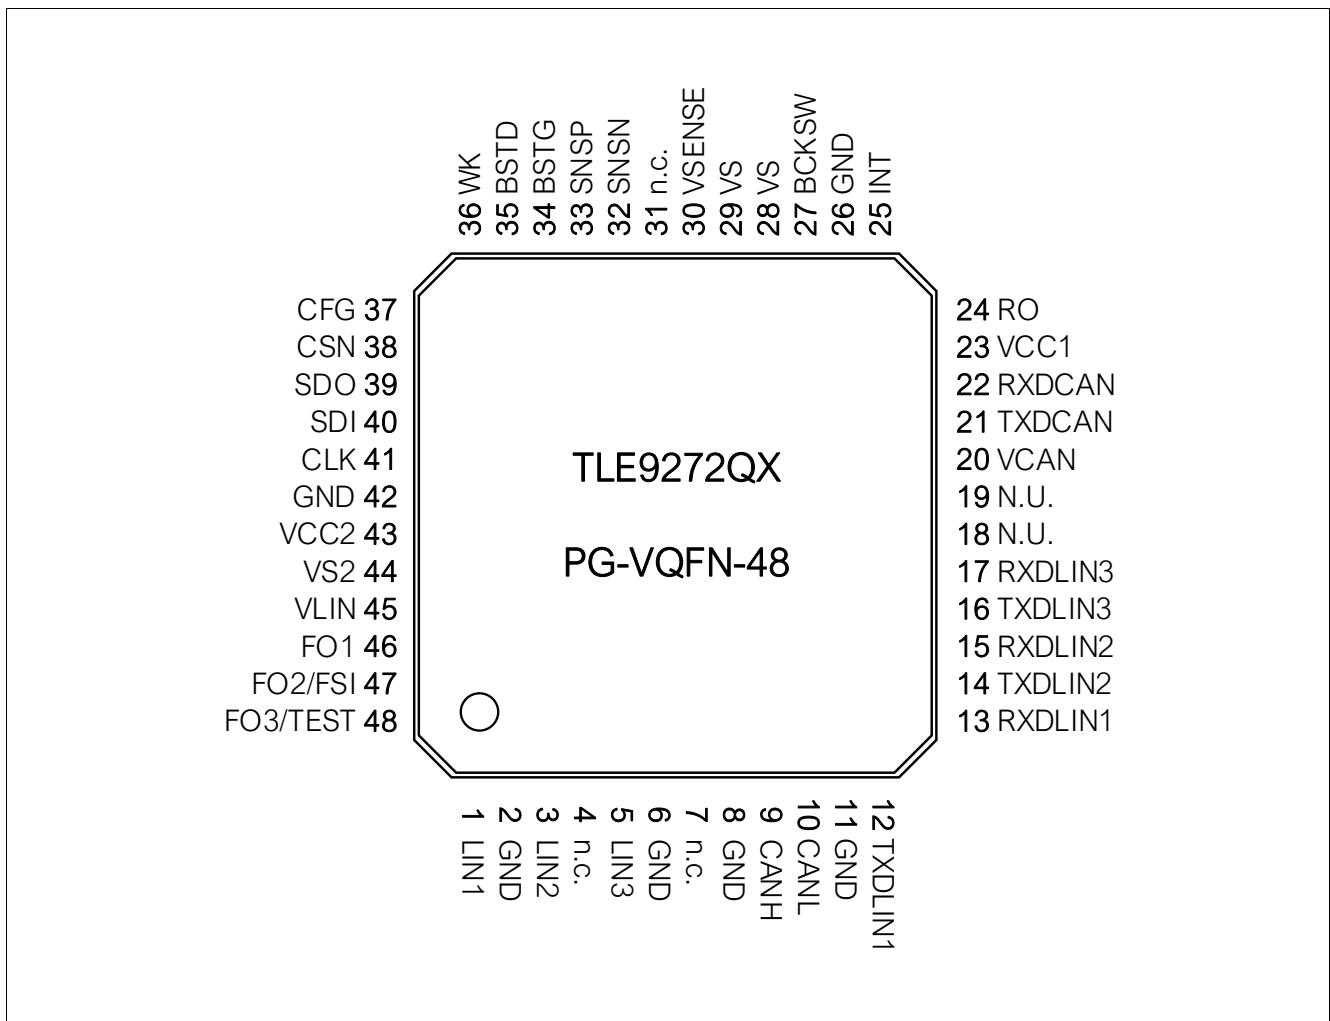 36 WK
35 BSTD
34 BSTG
33 SNSP
32 SNSN
31 n.c.
30 VSENSE
29 VS
28 VS
27 BCKSW
26 GND
25 INT
CFG 37
CSN 38
SDO 39
SDI 40
CLK 41
GND 42
VCC2 43
VS2 44
VLIN 45
FO1 46
FO2/FSI 47
FO3/TEST 48
TLE9272QX
PG-VQFN-48
24 RO
23 VCC1
22 RXDCAN
21 TXDCAN
20 VCAN
19 N.U.
18 N.U.
17 RXDLIN3
16 TXDLIN3
15 RXDLIN2
14 TXDLIN2
13 RXDLIN1
1 LIN1
2 GND
3 LIN2
4 n.c.
5 LIN3
6 GND
7 n.c.
8 GND
9 CANH
10 CANL
11 GND
12 TXDLIN1